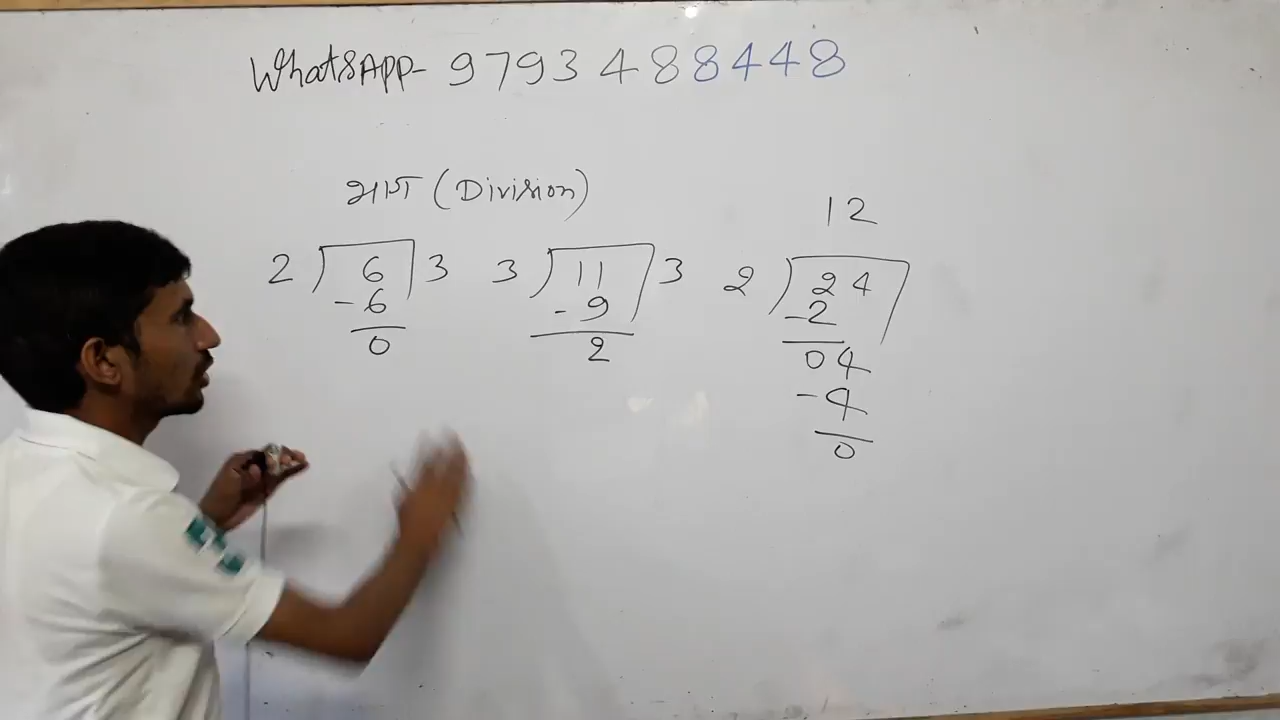 WhatsApp- 9793488448
भाग (Division)
12
2) 6 3
-6
0
3) 11 3
-9
2
2) 24
-2
04
-4
0